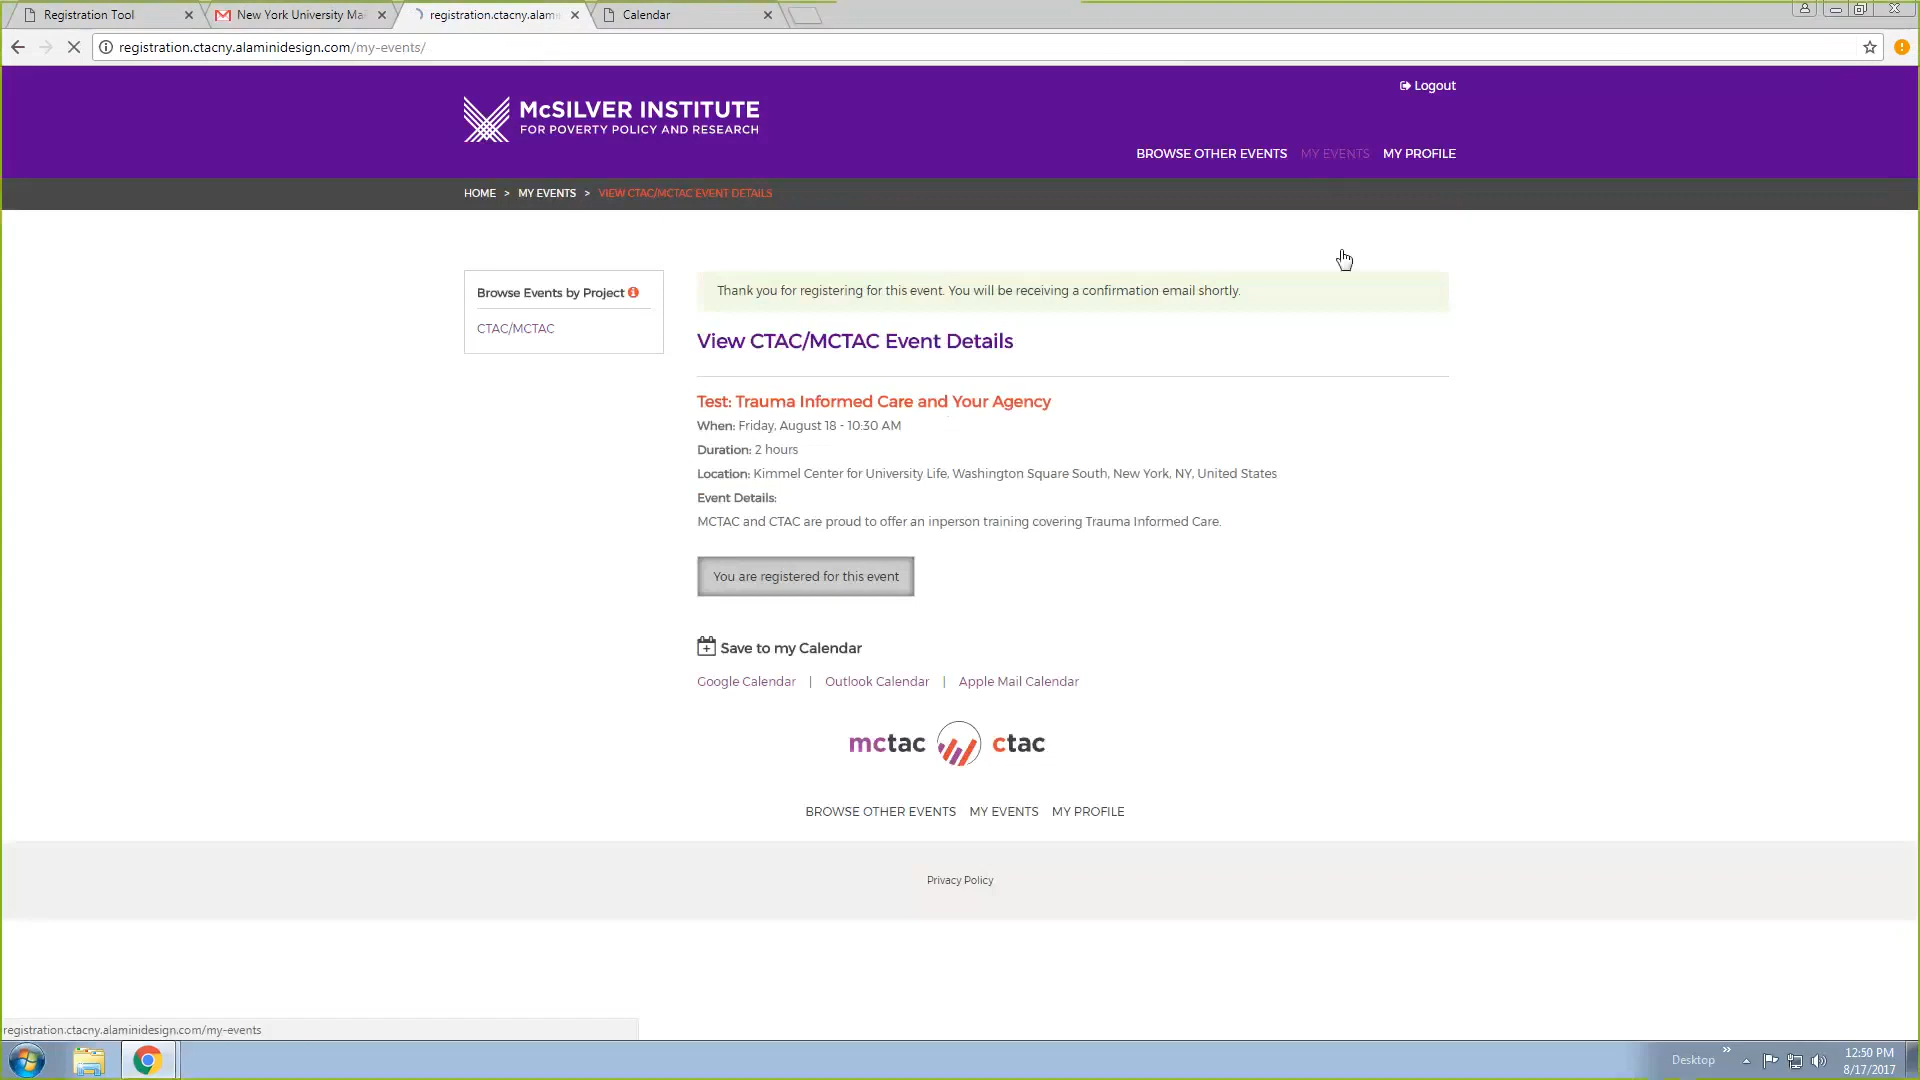 Registration Tool
New York University Ma
registration.ctacny.alami
Calendar
registration.ctacny.alaminidesign.com/my-events/
Logout
McSILVER INSTITUTE
FOR POVERTY POLICY AND RESEARCH
BROWSE OTHER EVENTS MY EVENTS MY PROFILE
HOME > MY EVENTS > VIEW CTAC/MCTAC EVENT DETAILS
Browse Events by Project
CTAC/MCTAC
Thank you for registering for this event. You will be receiving a confirmation email shortly.
View CTAC/MCTAC Event Details
Test: Trauma Informed Care and Your Agency
When: Friday, August 18 - 10:30 AM
Duration: 2 hours
Location: Kimmel Center for University Life, Washington Square South, New York, NY, United States
Event Details:
MCTAC and CTAC are proud to offer an inperson training covering Trauma Informed Care.
You are registered for this event
Save to my Calendar
Google Calendar | Outlook Calendar | Apple Mail Calendar
mctac ctac
BROWSE OTHER EVENTS MY EVENTS MY PROFILE
Privacy Policy
registration.ctacny.alaminidesign.com/my-events
Desktop
12:50 PM
8/17/2017